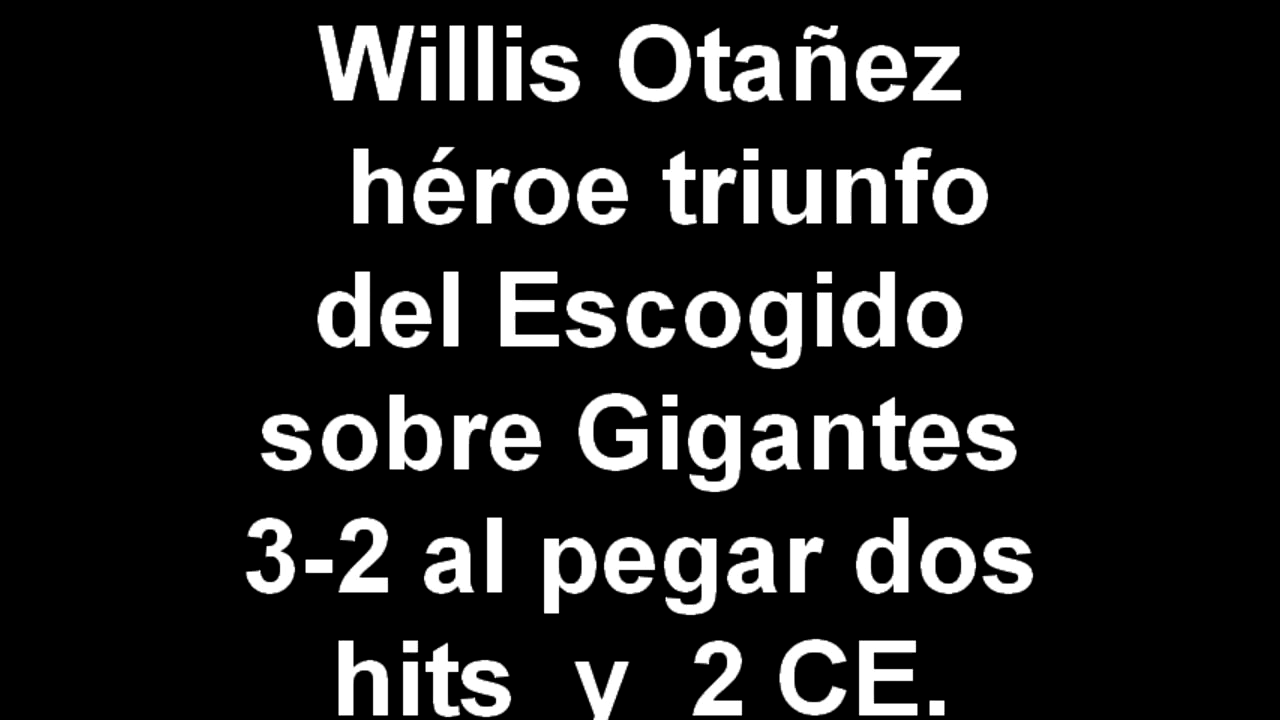 Willis Otañez
héroe triunfo
del Escogido
sobre Gigantes
3-2 al pegar dos
hits y 2 CE.